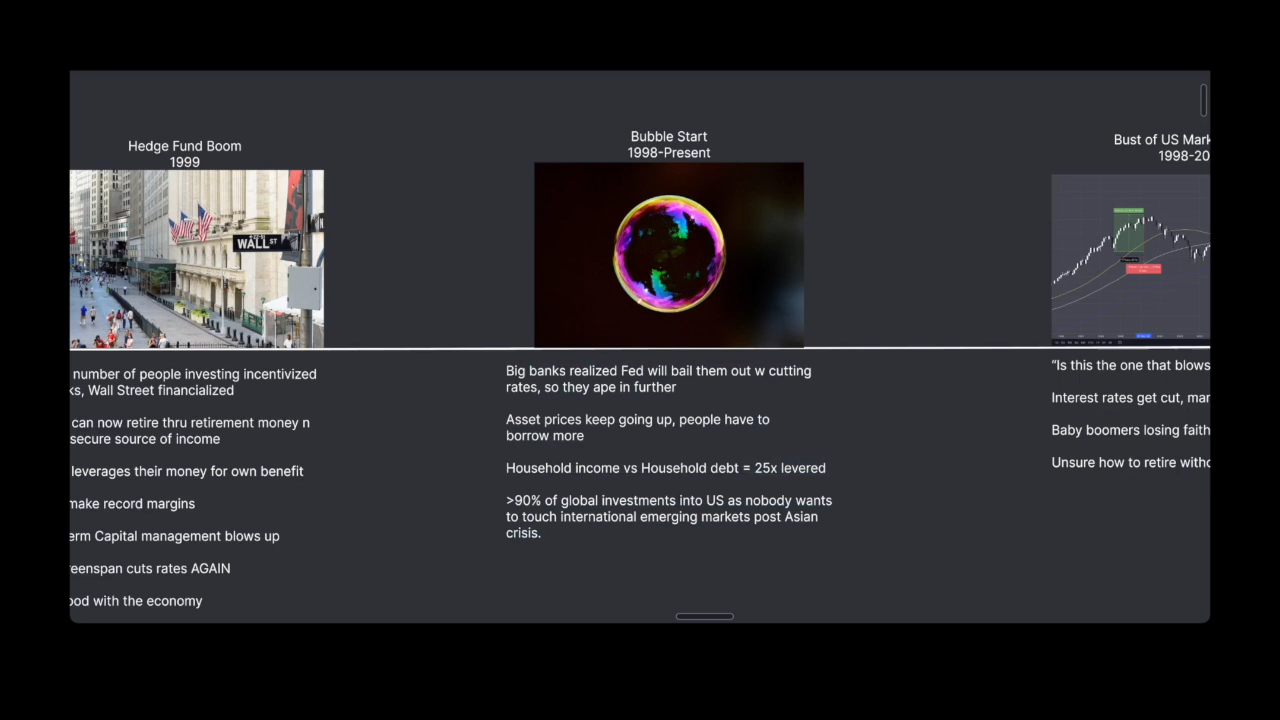 Hedge Fund Boom
1999
WALL ST
number of people investing incentivized
ks, Wall Street financialized
can now retire thru retirement money n
secure source of income
leverages their money for own benefit
make record margins
erm Capital management blows up
reenspan cuts rates AGAIN
ood with the economy
Bubble Start
1998-Present
Big banks realized Fed will bail them out w cutting
rates, so they ape in further
Asset prices keep going up, people have to
borrow more
Household income vs Household debt = 25x levered
>90% of global investments into US as nobody wants
to touch international emerging markets post Asian
crisis.
Bust of US Mark
1998-20
"Is this the one that blows
Interest rates get cut, mar
Baby boomers losing faith
Unsure how to retire witho